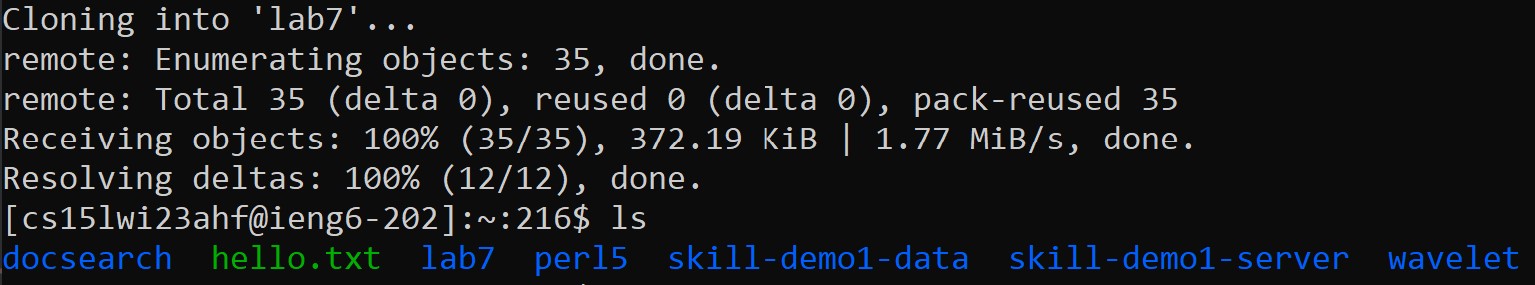 Cloning into 'lab7'...
remote: Enumerating objects: 35, done.
remote: Total 35 (delta 0), reused 0 (delta 0), pack-reused 35
Receiving objects: 100% (35/35), 372.19 KiB | 1.77 MiB/s, done.
Resolving deltas: 100% (12/12), done.
[cs15lwi23ahf@ieng6-202]:~:216$ ls
docsearch  hello.txt  lab7  perl5  skill-demo1-data  skill-demo1-server  wavelet